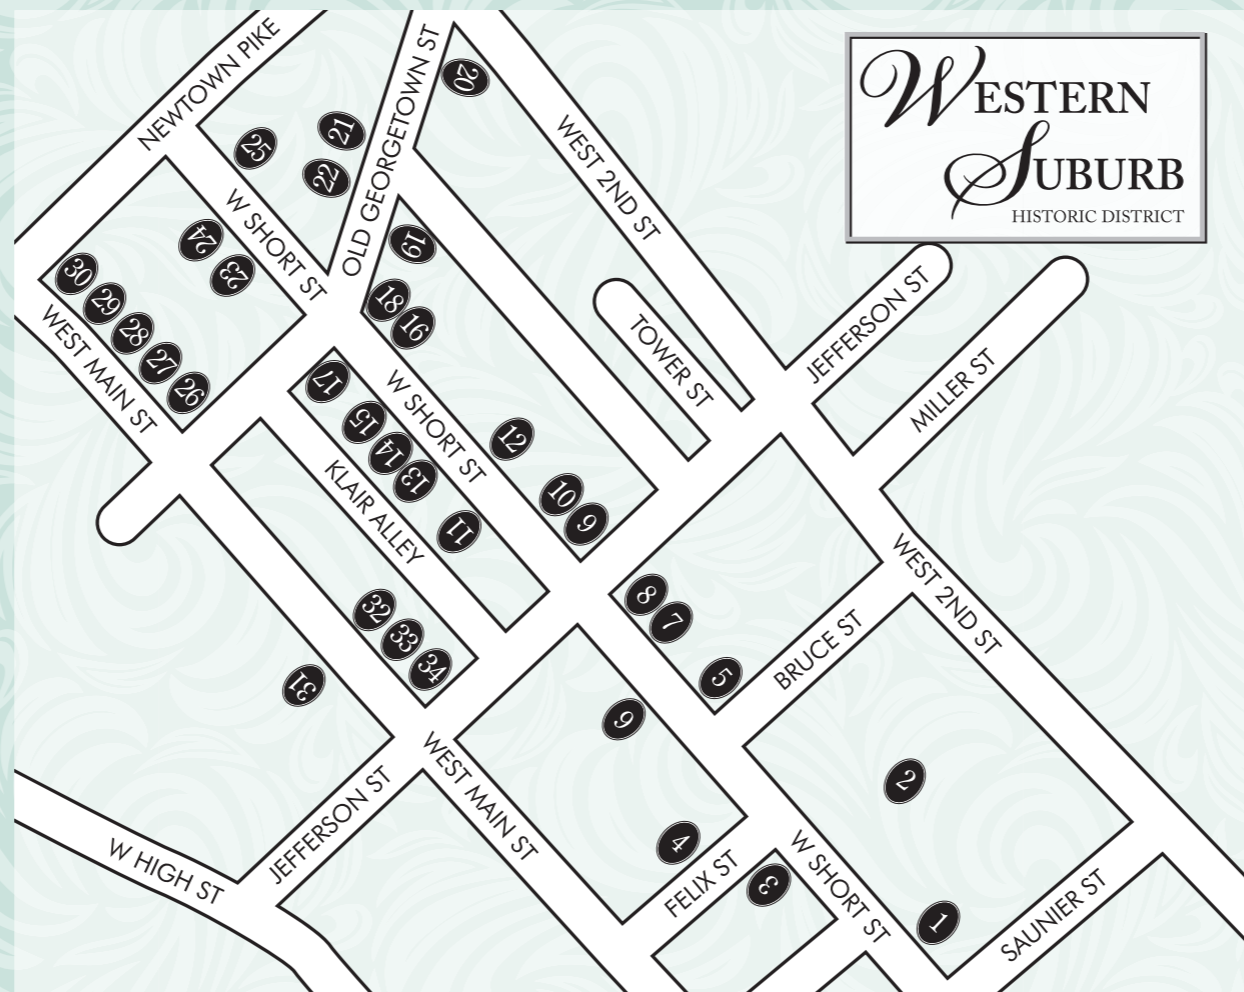 WESTERN
SUBURB
HISTORIC DISTRICT
NEWTOWN PIKE
OLD GEORGETOWN ST
20
21
25
22
WEST 2ND ST
W SHORT ST
24
23
19
30
29
28
27
26
18
16
WEST MAIN ST
TOWER ST
JEFFERSON ST
MILLER ST
17
15
14
13
11
W SHORT ST
12
10
9
KLAIR ALLEY
32
33
34
31
8
7
5
BRUCE ST
WEST 2ND ST
6
2
4
WEST MAIN ST
JEFFERSON ST
W HIGH ST
FELIX ST
3
W SHORT ST
1
SAUNIER ST